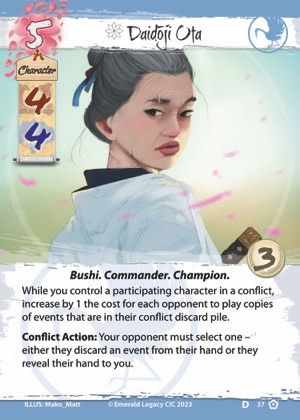 5
Daidoji Ota
Character
4
4
3
Bushi. Commander. Champion.
While you control a participating character in a conflict,
increase by 1 the cost for each opponent to play copies
of events that are in their conflict discard pile.
Conflict Action: Your opponent must select one –
either they discard an event from their hand or they
reveal their hand to you.
ILLUS: Mako_Matt © Emerald Legacy CIC 2023 D 37